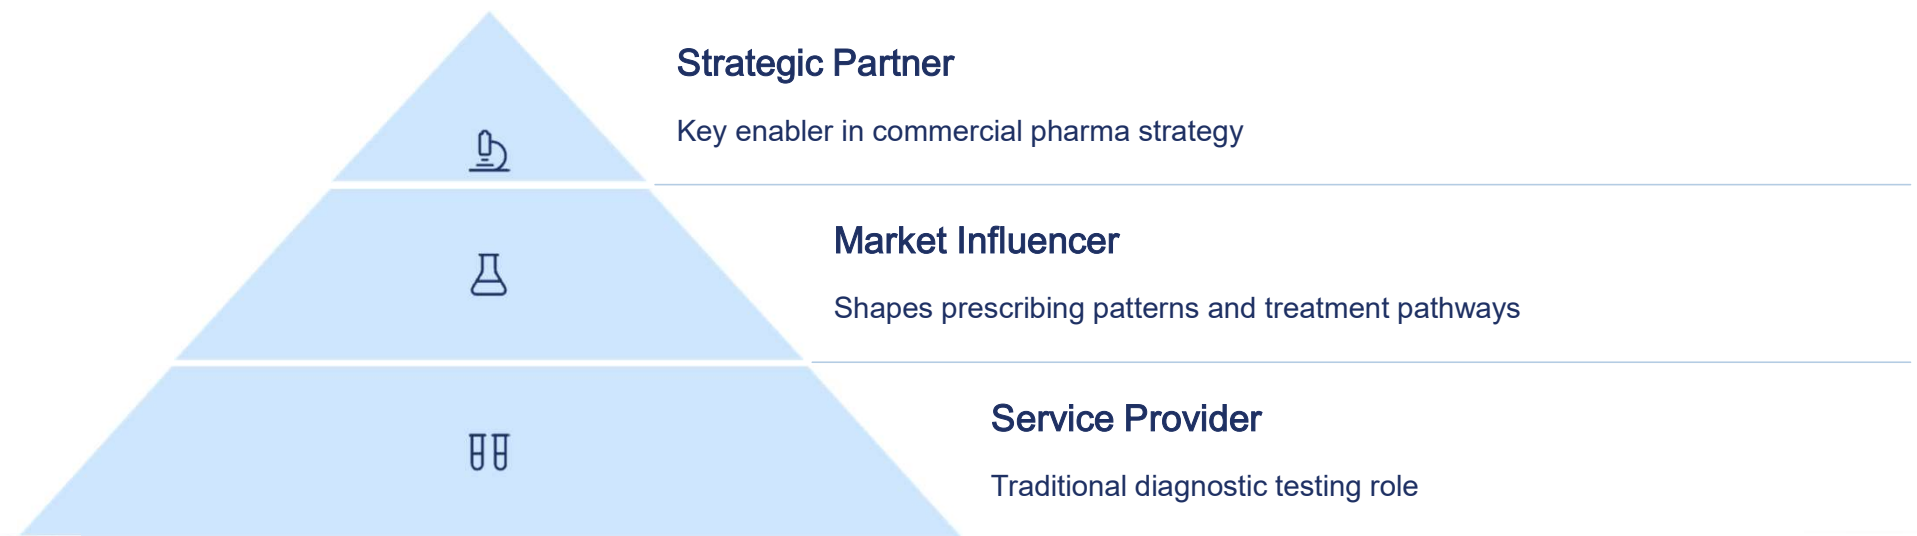 Strategic Partner
Key enabler in commercial pharma strategy
Market Influencer
Shapes prescribing patterns and treatment pathways
Service Provider
Traditional diagnostic testing role